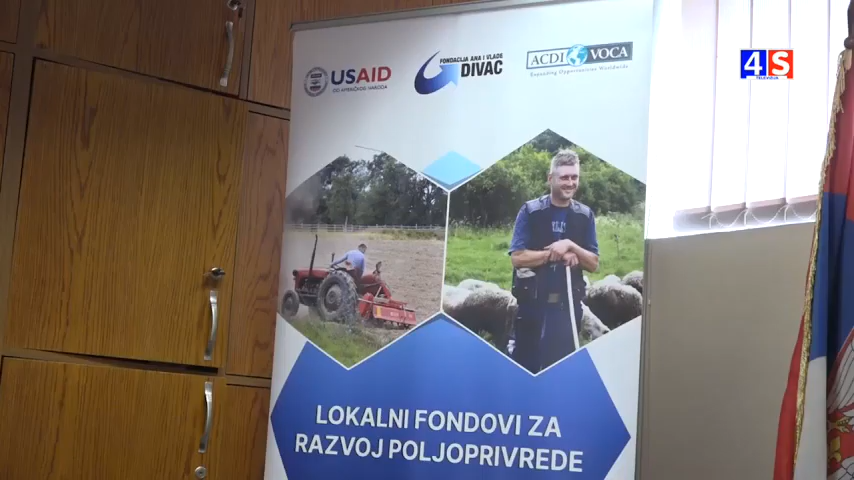 USAID
OD AMERIČKOG NARODA
FONDACIJA ANA I VLADE
DIVAC
ACDI VOCA
Expanding Opportunities Worldwide
4S
TELEVIZIJA
LOKALNI FONDOVI ZA
RAZVOJ POLJOPRIVREDE